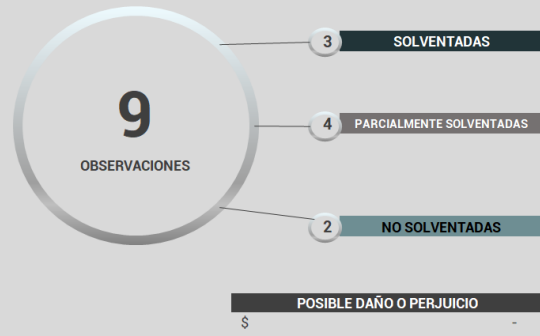 3 SOLVENTADAS
9
OBSERVACIONES
4 PARCIALMENTE SOLVENTADAS
2 NO SOLVENTADAS
POSIBLE DAÑO O PERJUICIO
$ -